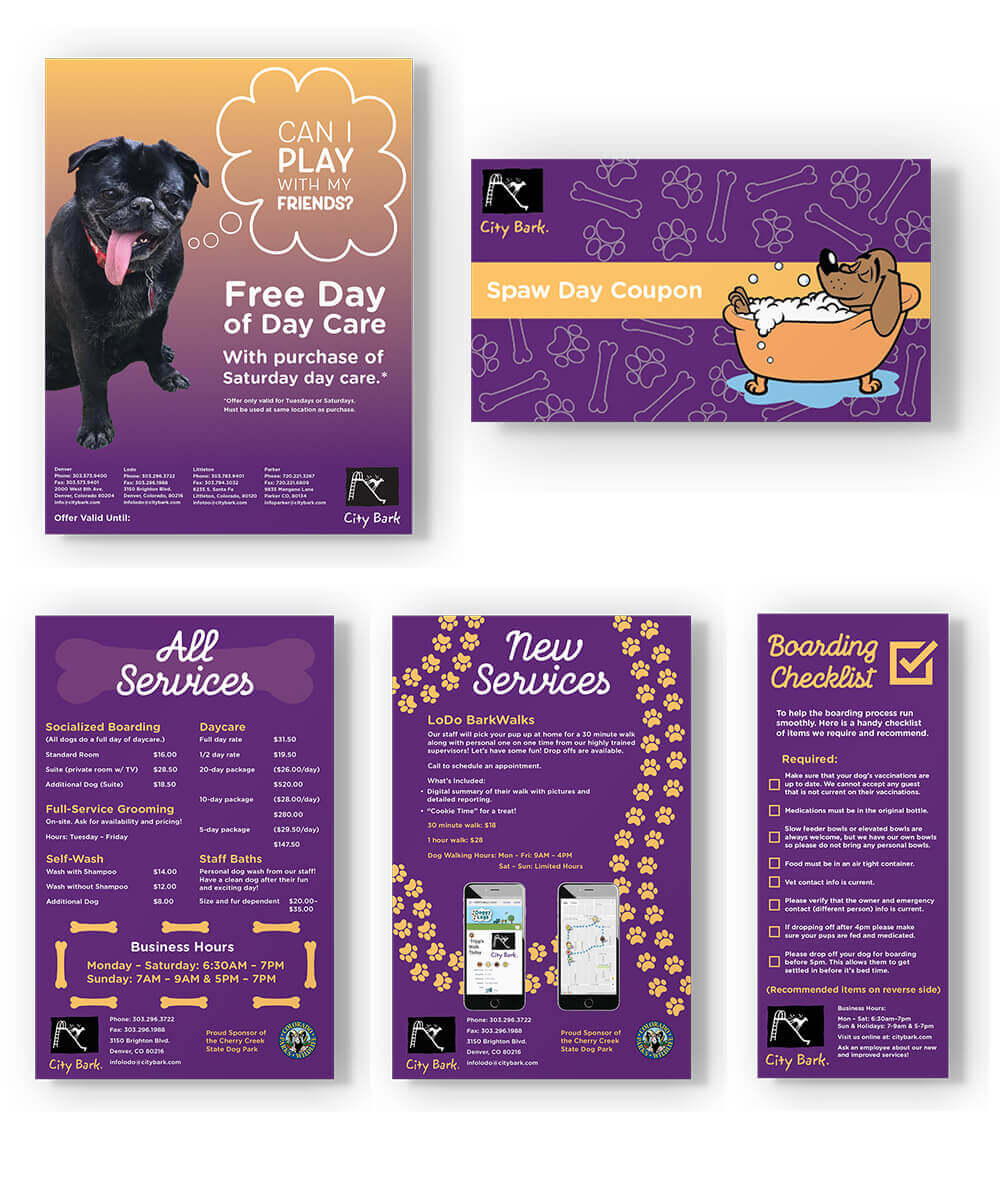 CAN I
PLAY
WITH MY
FRIENDS?
Free Day
of Day Care
With purchase of
Saturday day care.*
*Offer only valid for Tuesdays or Saturdays.
Must be used at same location as purchase.
Denver
Phone: 303.573.9400
Fax: 303.573.9401
2000 West 8th Ave.
Denver, Colorado 80204
info@citybark.com
Lodo
Phone: 303.296.3722
Fax: 303.296.1988
3150 Brighton Blvd.
Denver, Colorado, 80216
infolodo@citybark.com
Littleton
Phone: 303.783.9401
Fax: 303.794.3032
6235 S. Santa Fe
Littleton, Colorado, 80120
infotoo@citybark.com
Parker
Phone: 720.221.3267
Fax: 720.221.6809
9835 Mangano Lane
Parker CO, 80134
infoparker@citybark.com
Offer Valid Until:
City Bark
City Bark.
Spaw Day Coupon
All
Services
Socialized Boarding
(All dogs do a full day of daycare.)
Standard Room $16.00
Suite (private room w/ TV) $28.50
Additional Dog (Suite) $18.50
Full-Service Grooming
On-site. Ask for availability and pricing!
Hours: Tuesday – Friday
Self-Wash
Wash with Shampoo $14.00
Wash without Shampoo $12.00
Additional Dog $8.00
Daycare
Full day rate $31.50
1/2 day rate $19.50
20-day package ($26.00/day)
$520.00
10-day package ($28.00/day)
$280.00
5-day package ($29.50/day)
$147.50
Staff Baths
Personal dog wash from our staff!
Have a clean dog after their fun
and exciting day!
Size and fur dependent $20.00–
$35.00
Business Hours
Monday – Saturday: 6:30AM – 7PM
Sunday: 7AM – 9AM & 5PM – 7PM
City Bark.
Phone: 303.296.3722
Fax: 303.296.1988
3150 Brighton Blvd.
Denver, CO 80216
infolodo@citybark.com
Proud Sponsor of
the Cherry Creek
State Dog Park
New
Services
LoDo BarkWalks
Our staff will pick your pup up at home for a 30 minute walk
along with personal one on one time from our highly trained
supervisors! Let's have some fun! Drop offs are available.
Call to schedule an appointment.
What's Included:
• Digital summary of their walk with pictures and
detailed reporting.
• "Cookie Time" for a treat!
30 minute walk: $18
1 hour walk: $28
Dog Walking Hours: Mon – Fri: 9AM – 4PM
Sat – Sun: Limited Hours
Doggy
Logs
Trigg's
Walk
Today
City Bark.
City Bark.
Phone: 303.296.3722
Fax: 303.296.1988
3150 Brighton Blvd.
Denver, CO 80216
infolodo@citybark.com
Proud Sponsor of
the Cherry Creek
State Dog Park
Boarding
Checklist
To help the boarding process run
smoothly. Here is a handy checklist
of items we require and recommend.
Required:
Make sure that your dog's vaccinations are
up to date. We cannot accept any guest
that is not current on their vaccinations.
Medications must be in the original bottle.
Slow feeder bowls or elevated bowls are
always welcome, but we have our own bowls
so please do not bring any personal bowls.
Food must be in an air tight container.
Vet contact info is current.
Please verify that the owner and emergency
contact (different person) info is current.
If dropping off after 4pm please make
sure your pups are fed and medicated.
Please drop off your dog for boarding
before 5pm. This allows them to get
settled in before it's bed time.
(Recommended items on reverse side)
City Bark.
Business Hours:
Mon – Sat: 6:30am–7pm
Sun & Holidays: 7-9am & 5-7pm
Visit us online at: citybark.com
Ask an employee about our new
and improved services!